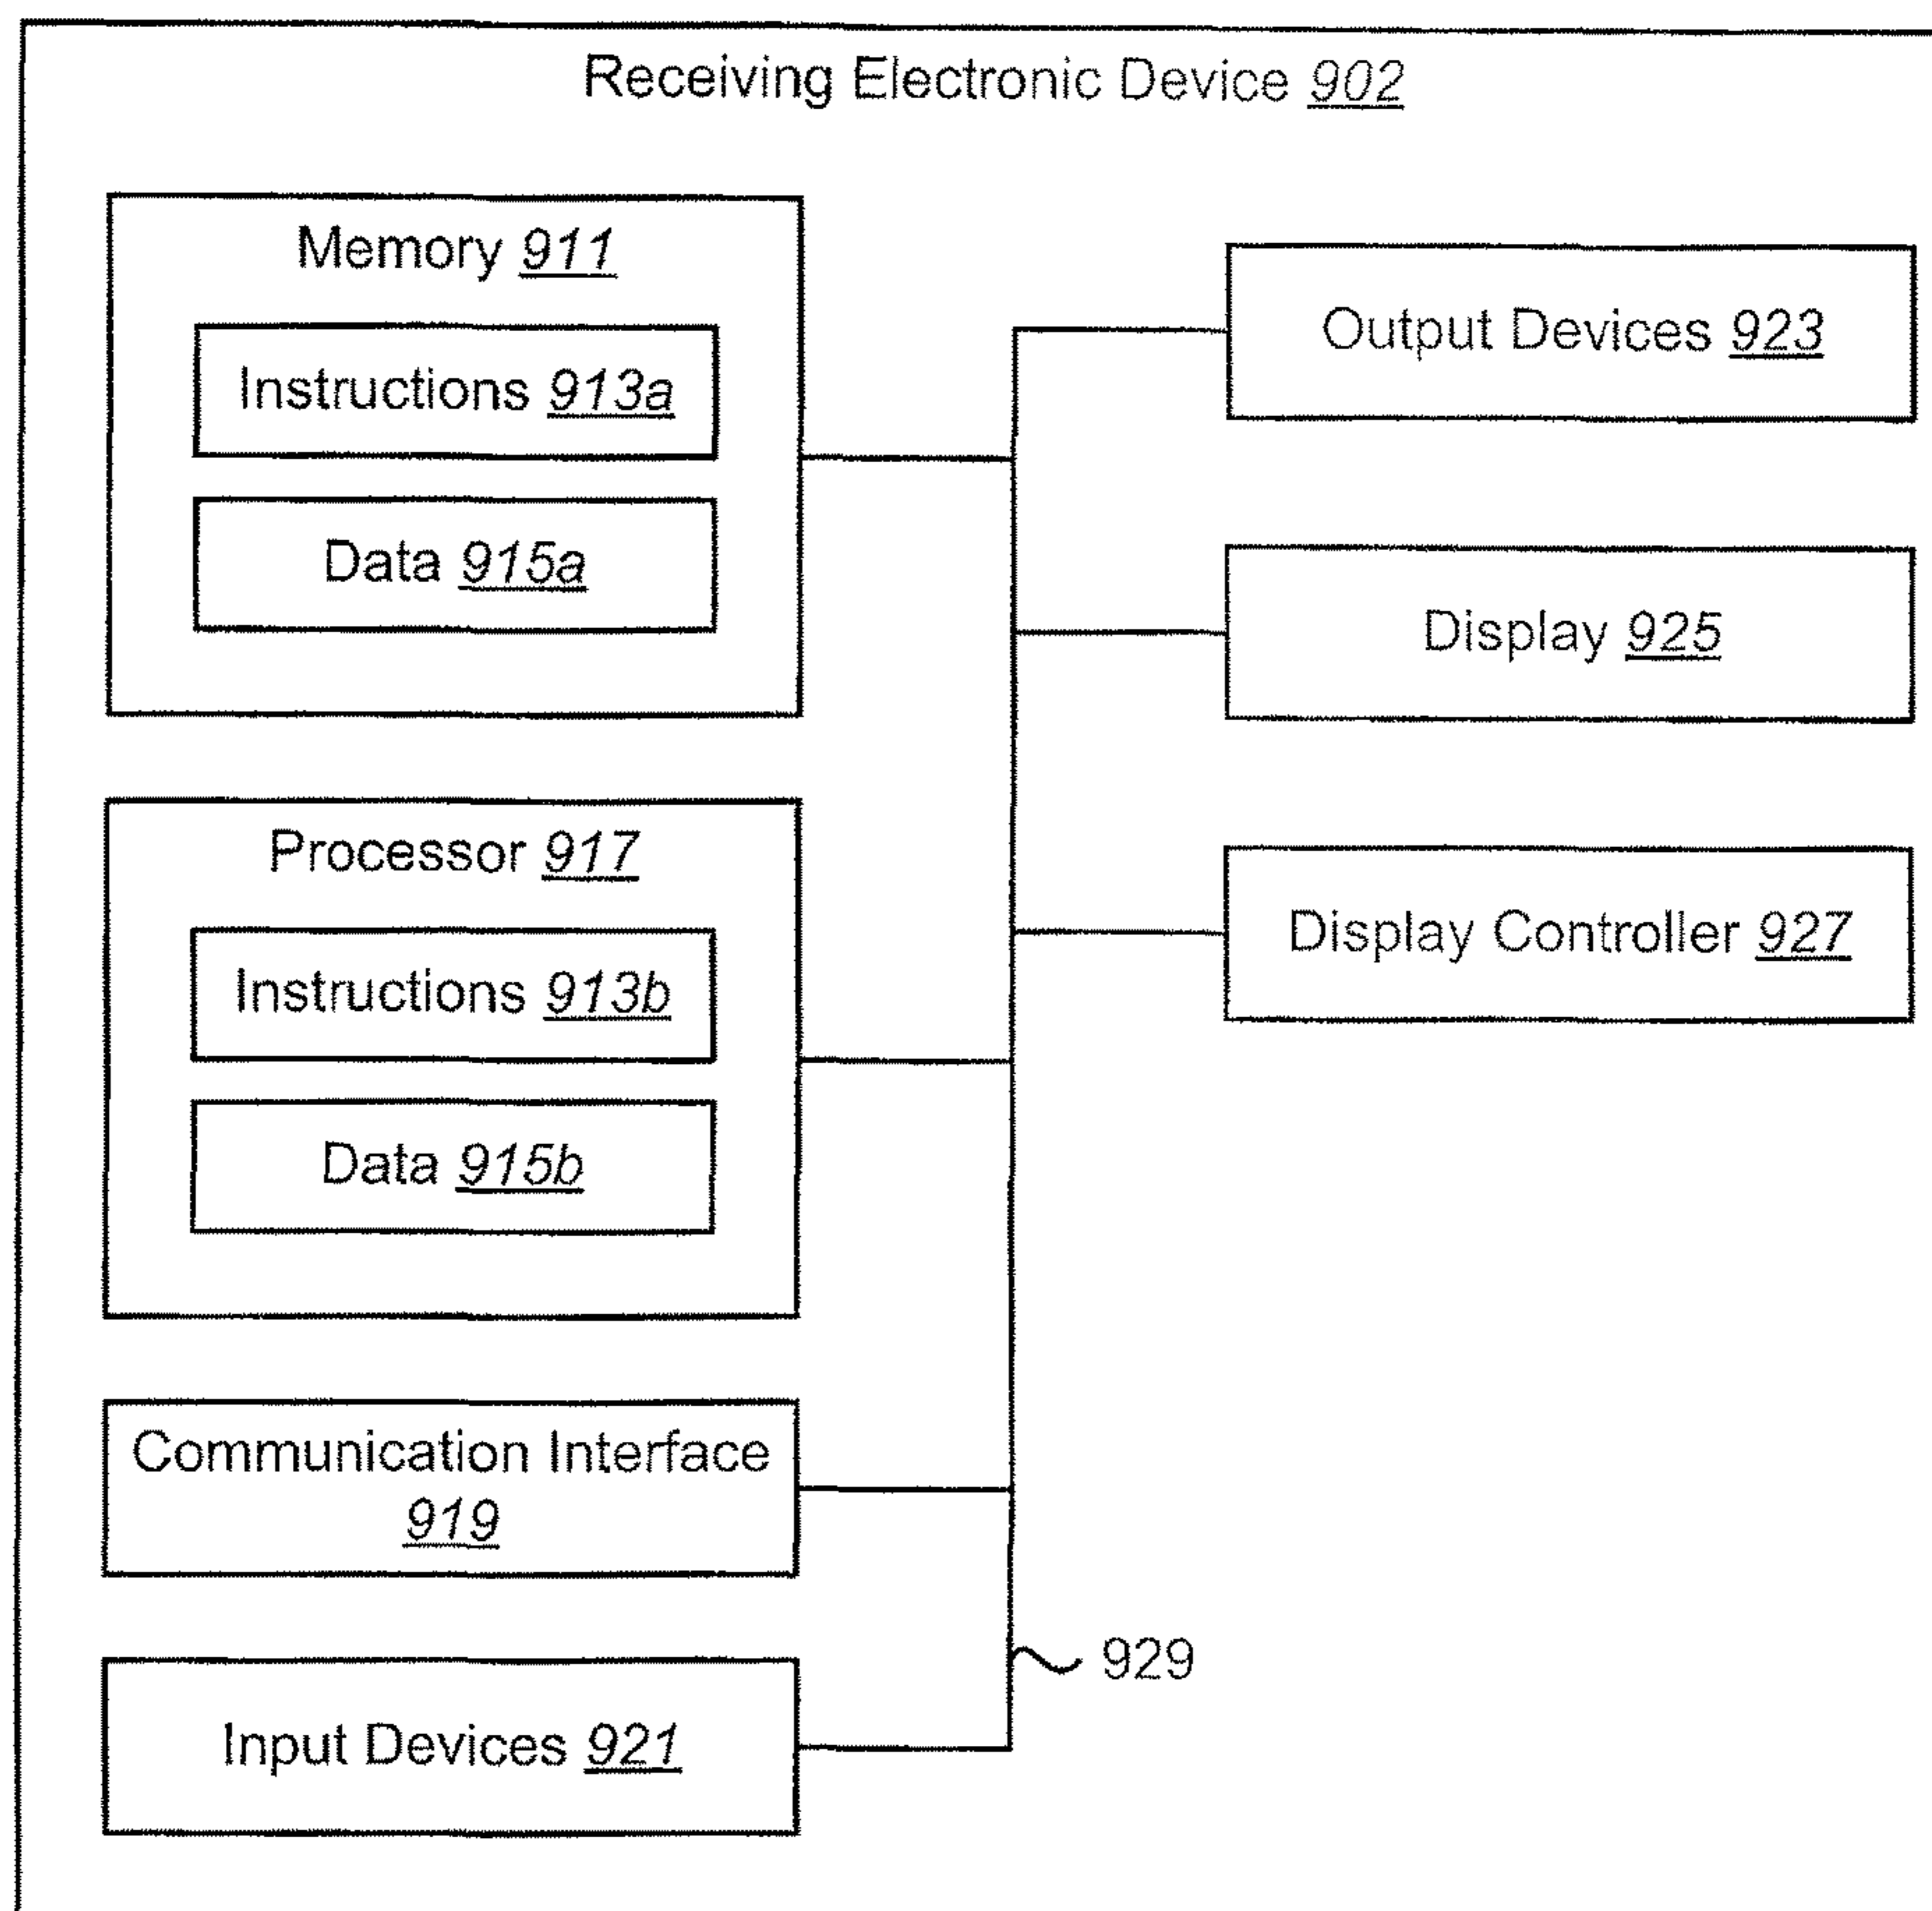 Receiving Electronic Device 902
Memory 911
Instructions 913a
Data 915a
Processor 917
Instructions 913b
Data 915b
Communication Interface
919
Input Devices 921
Output Devices 923
Display 925
Display Controller 927
929